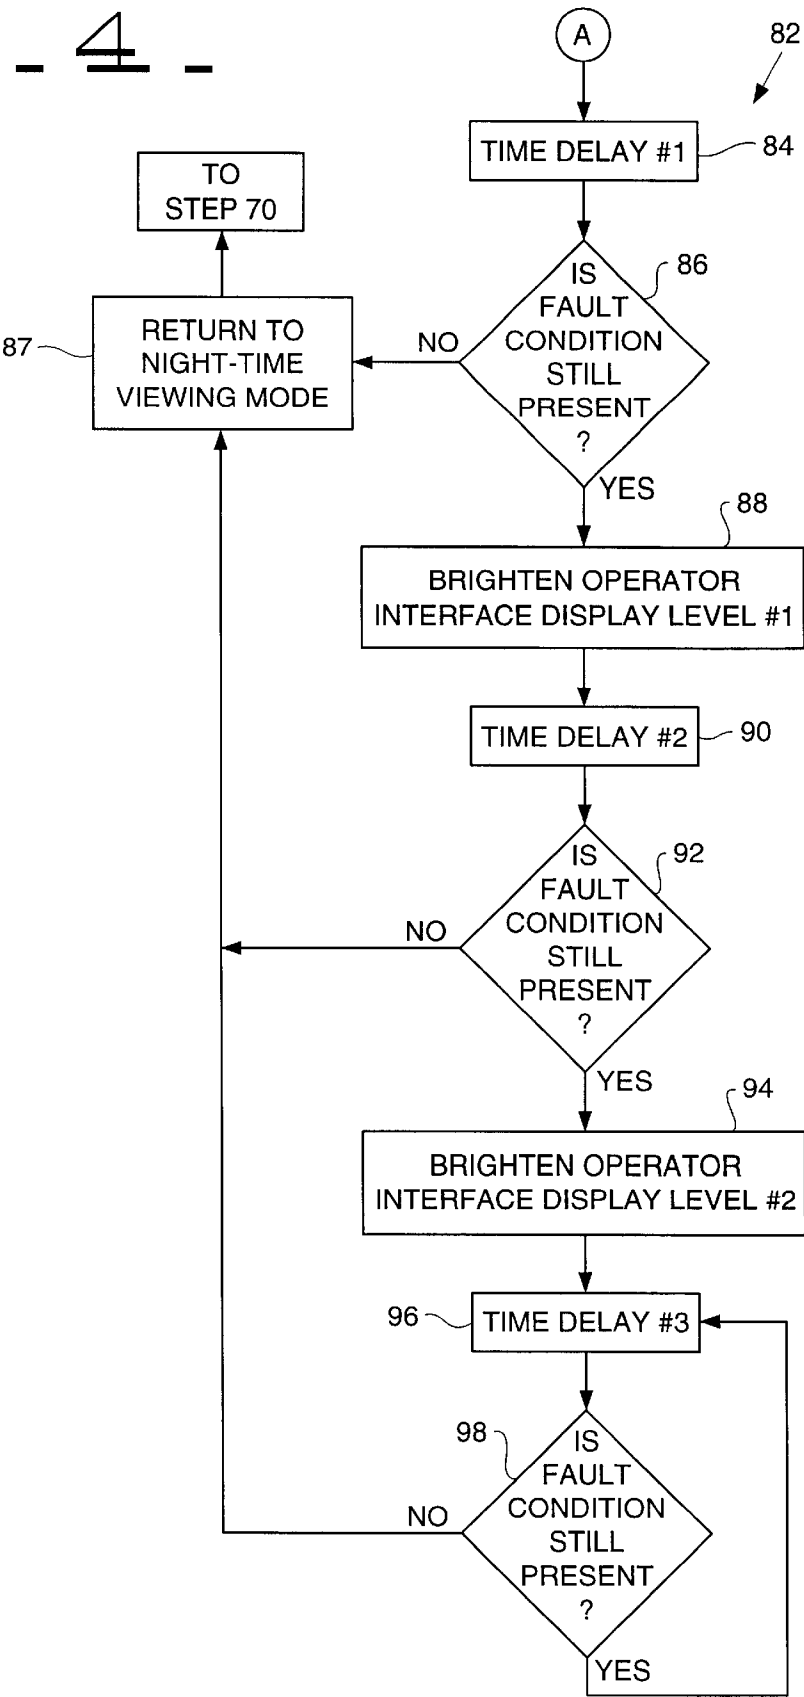 4
A
82
TIME DELAY #1
84
TO
STEP 70
IS
FAULT
CONDITION
STILL
PRESENT
?
86
87
RETURN TO
NIGHT-TIME
VIEWING MODE
NO
YES
88
BRIGHTEN OPERATOR
INTERFACE DISPLAY LEVEL #1
TIME DELAY #2
90
IS
FAULT
CONDITION
STILL
PRESENT
?
92
NO
YES
94
BRIGHTEN OPERATOR
INTERFACE DISPLAY LEVEL #2
96
TIME DELAY #3
98
IS
FAULT
CONDITION
STILL
PRESENT
?
NO
YES